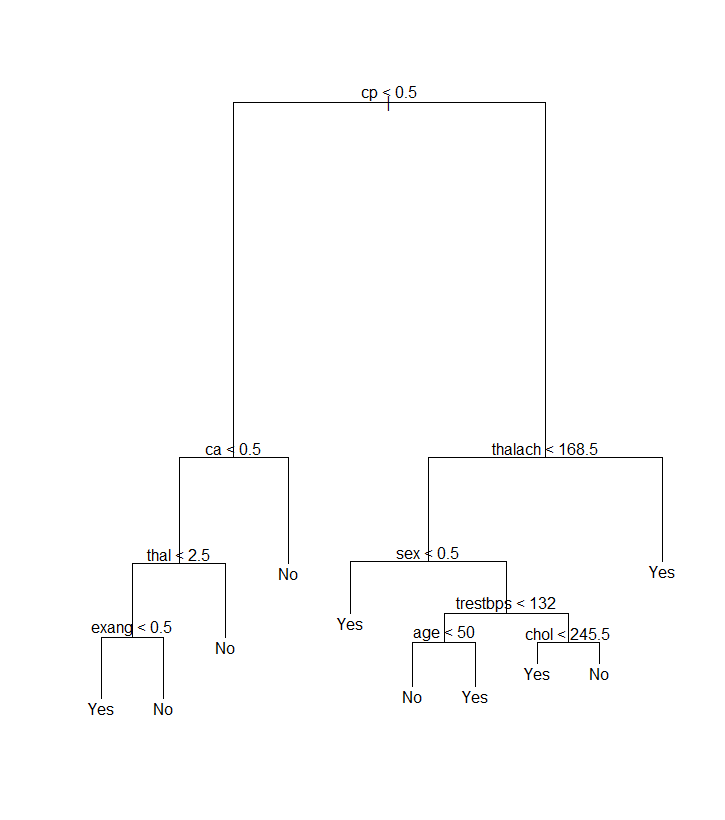 cp < 0.5
ca < 0.5
thalach < 168.5
thal < 2.5
sex < 0.5
No
Yes
trestbps < 132
exang < 0.5
Yes
age < 50
chol < 245.5
No
Yes
No
No
Yes
Yes
No